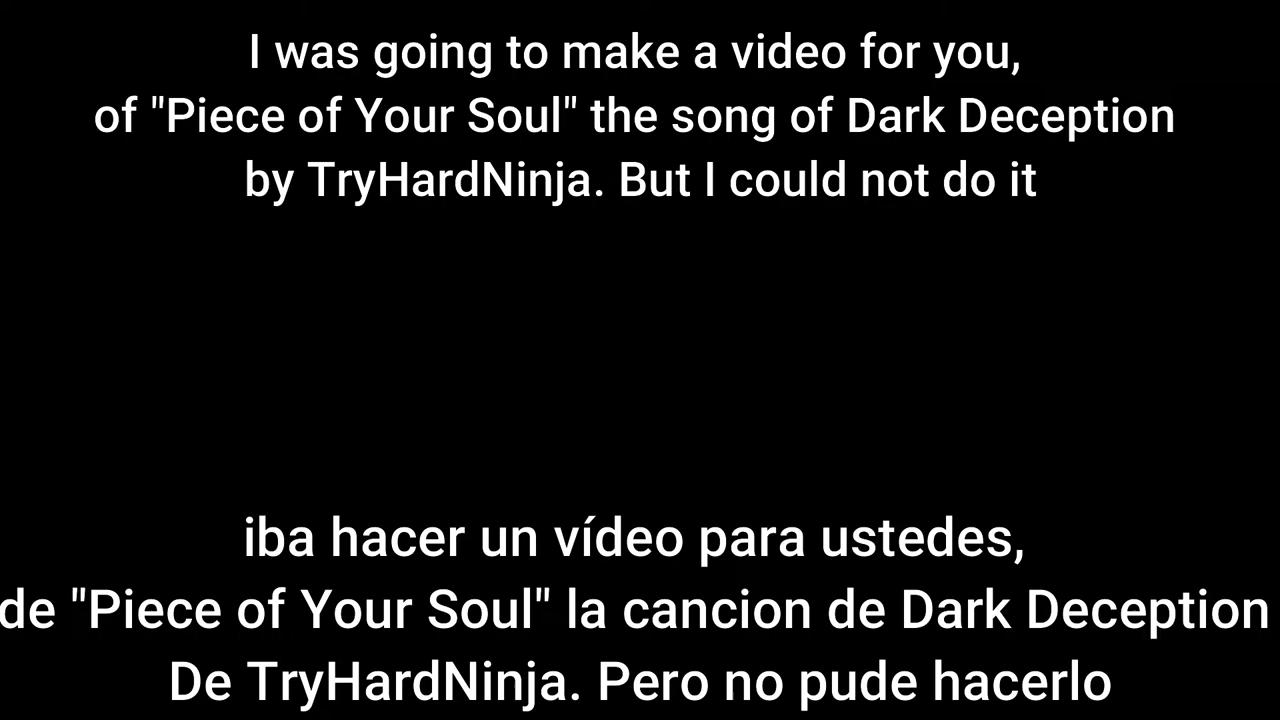 I was going to make a video for you,
of "Piece of Your Soul" the song of Dark Deception
by TryHardNinja. But I could not do it
iba hacer un vídeo para ustedes,
de "Piece of Your Soul" la cancion de Dark Deception
De TryHardNinja. Pero no pude hacerlo